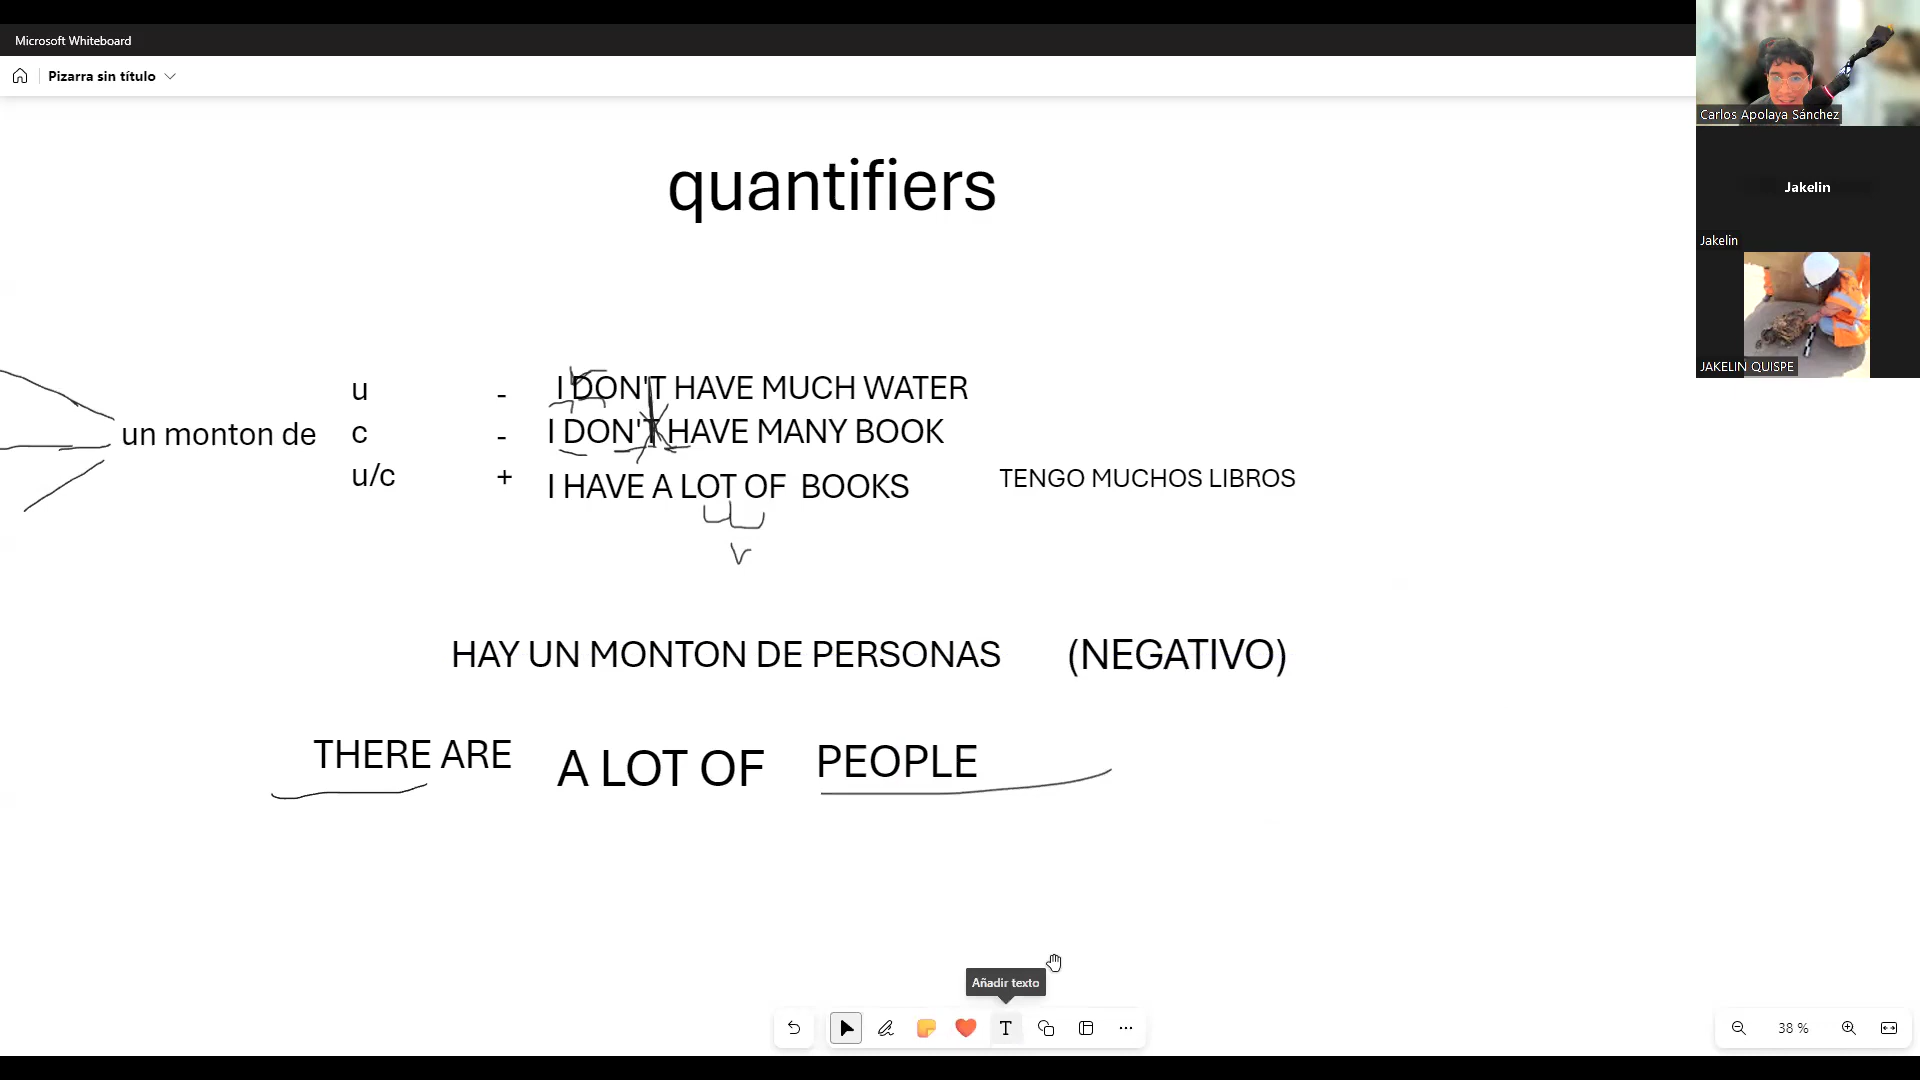 Microsoft Whiteboard
Pizarra sin título
Carlos Apolaya Sánchez
Jakelin
Jakelin
JAKELIN QUISPE
quantifiers
un monton de
u - I DON'T HAVE MUCH WATER
c - I DON'T HAVE MANY BOOK
u/c + I HAVE A LOT OF BOOKS TENGO MUCHOS LIBROS
HAY UN MONTON DE PERSONAS (NEGATIVO)
THERE ARE A LOT OF PEOPLE
Añadir texto
38 %